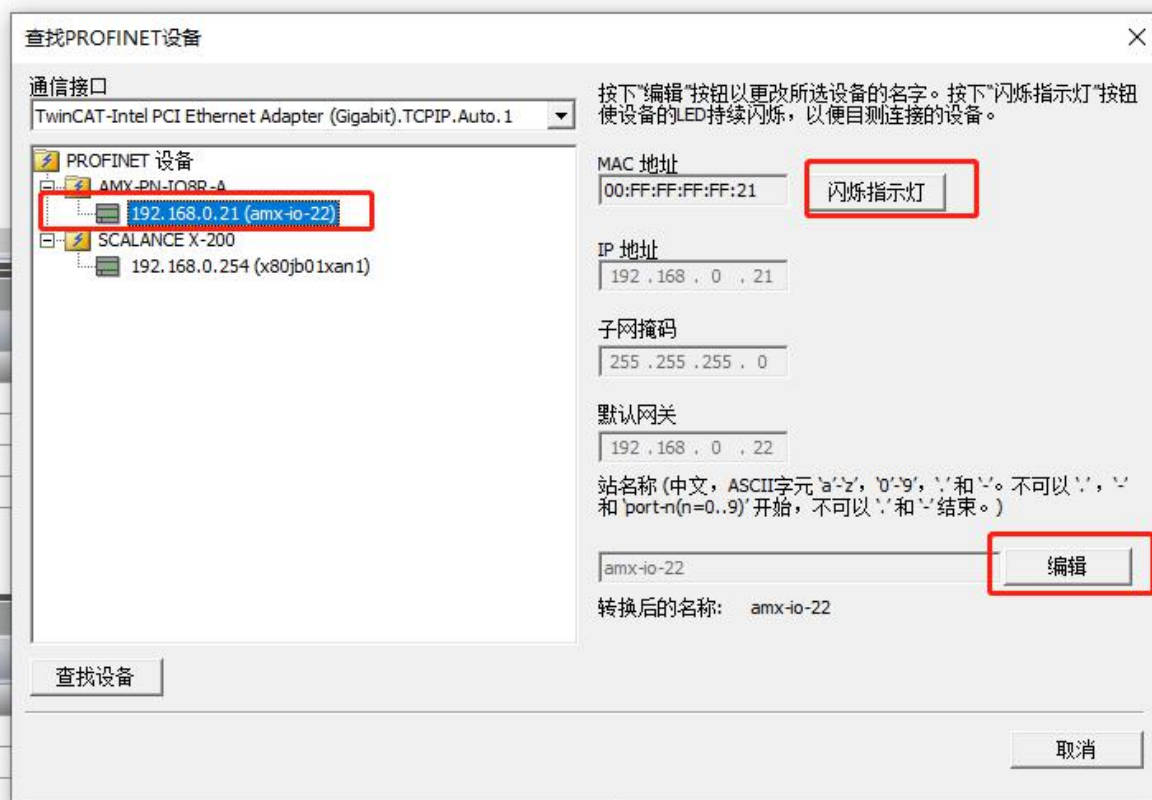 查找PROFINET设备
通信接口
TwinCAT-Intel PCI Ethernet Adapter (Gigabit).TCPIP.Auto.1
PROFINET 设备
AMX-PN-IO8R-A
192.168.0.21 (amx-io-22)
SCALANCE X-200
192.168.0.254 (x80jb01xan1)
查找设备
按下"编辑"按钮以更改所选设备的名字。按下"闪烁指示灯"按钮
使设备的LED持续闪烁，以便目测连接的设备。
MAC 地址
00:FF:FF:FF:FF:21
闪烁指示灯
IP 地址
192 .168 . 0 . 21
子网掩码
255 .255 .255 . 0
默认网关
192 .168 . 0 . 22
站名称 (中文，ASCII字元 'a'-'z'，'0'-'9'，'.' 和 '-'。不可以 '.'，'-'
和 'port-n(n=0..9)' 开始，不可以 '.' 和 '-' 结束。)
amx-io-22
编辑
转换后的名称: amx-io-22
取消